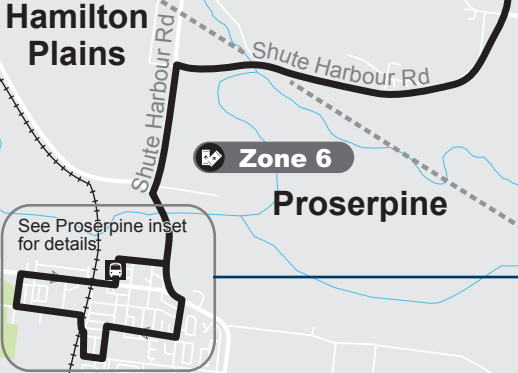 Hamilton
Plains
Shute Harbour Rd
Shute Harbour Rd
Zone 6
Proserpine
See Proserpine inset
for details